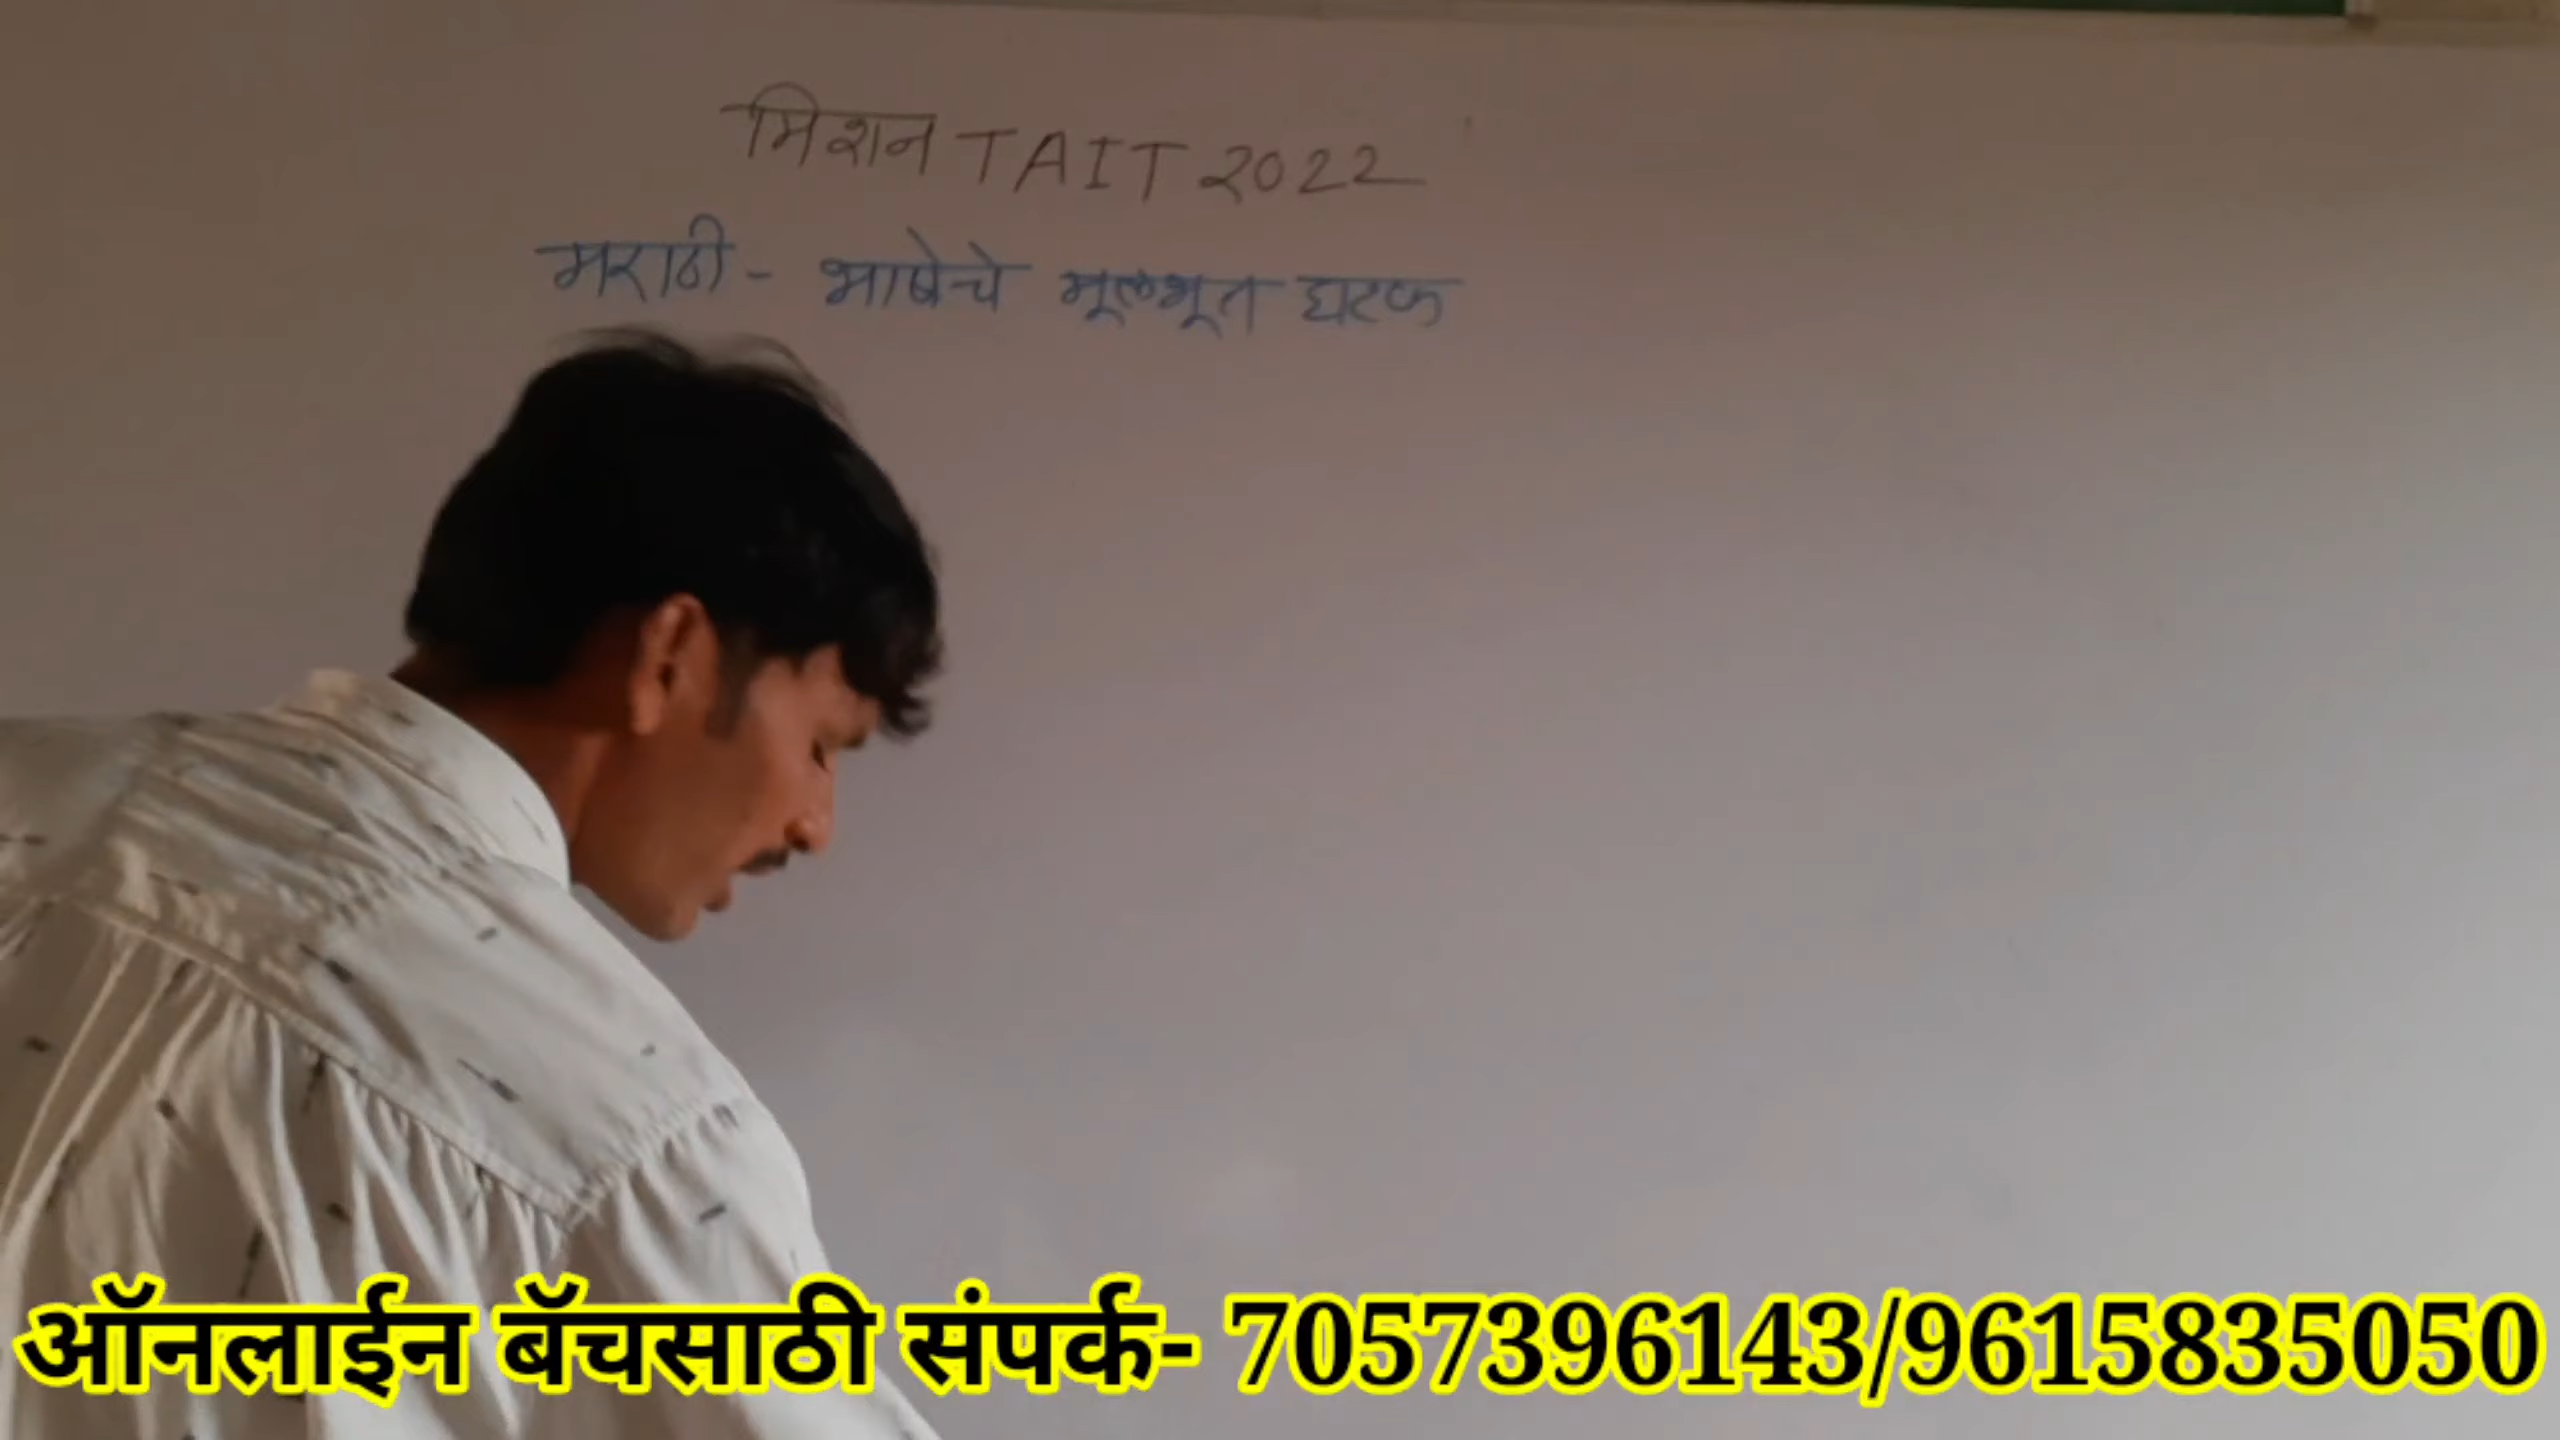 मिशन TAIT 2022
मराठी - भाषेचे मूलभूत घटक
ऑनलाईन बॅचसाठी संपर्क- 7057396143/9615835050